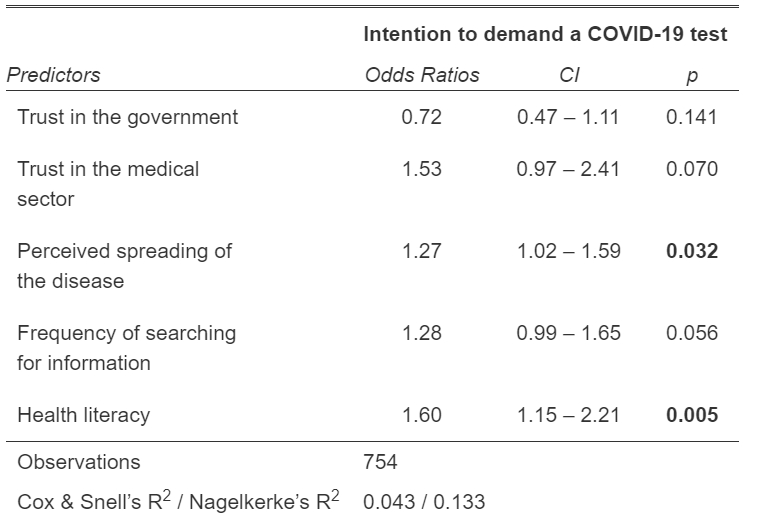 Intention to demand a COVID-19 test
Predictors Odds Ratios CI p
Trust in the government 0.72 0.47 – 1.11 0.141
Trust in the medical 1.53 0.97 – 2.41 0.070
sector
Perceived spreading of 1.27 1.02 – 1.59 0.032
the disease
Frequency of searching 1.28 0.99 – 1.65 0.056
for information
Health literacy 1.60 1.15 – 2.21 0.005
Observations 754
Cox & Snell’s R² / Nagelkerke’s R² 0.043 / 0.133